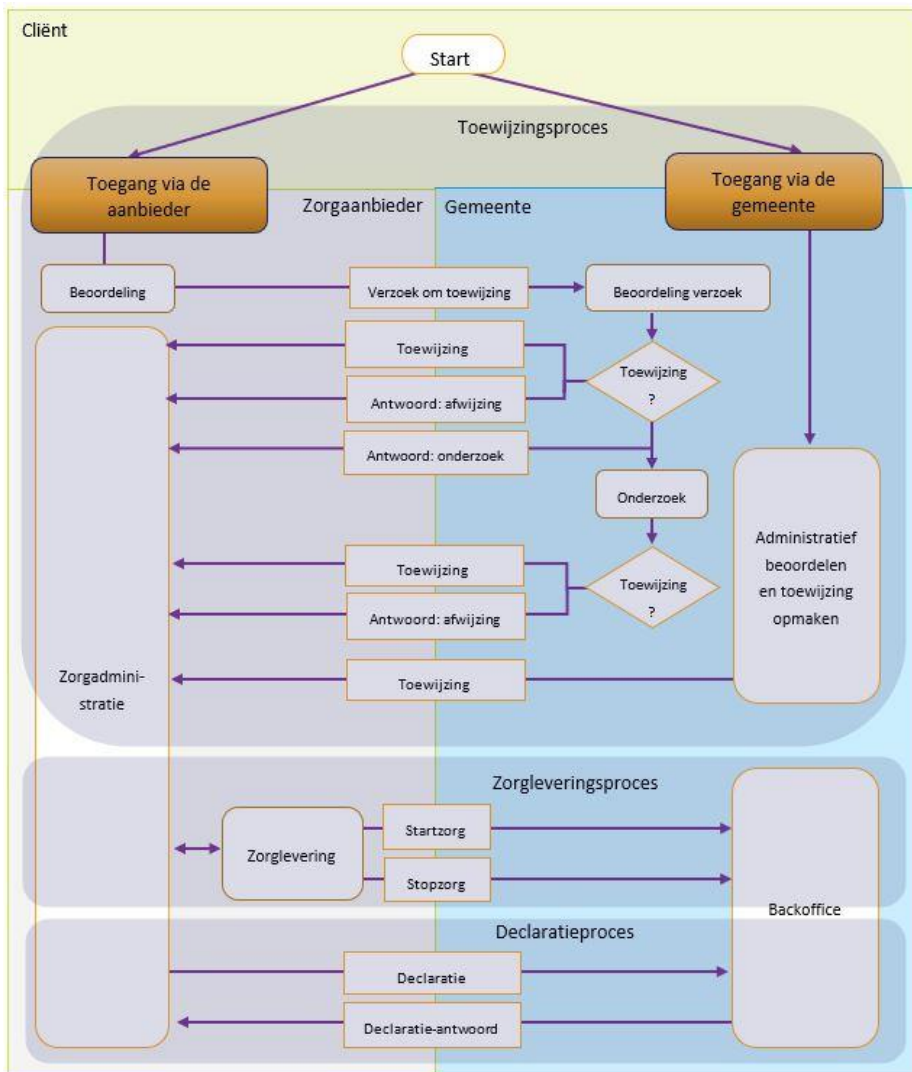 Cliënt
Start
Toewijzingsproces
Toegang via de
aanbieder
Toegang via de
gemeente
Zorgaanbieder
Gemeente
Beoordeling
Verzoek om toewijzing
Beoordeling verzoek
Toewijzing
Toewijzing
?
Antwoord: afwijzing
Antwoord: onderzoek
Onderzoek
Administratief
beoordelen
en toewijzing
opmaken
Toewijzing
Toewijzing
?
Antwoord: afwijzing
Zorgadmini-
stratie
Toewijzing
Zorgleveringsproces
Startzorg
Zorglevering
Stopzorg
Backoffice
Declaratieproces
Declaratie
Declaratie-antwoord